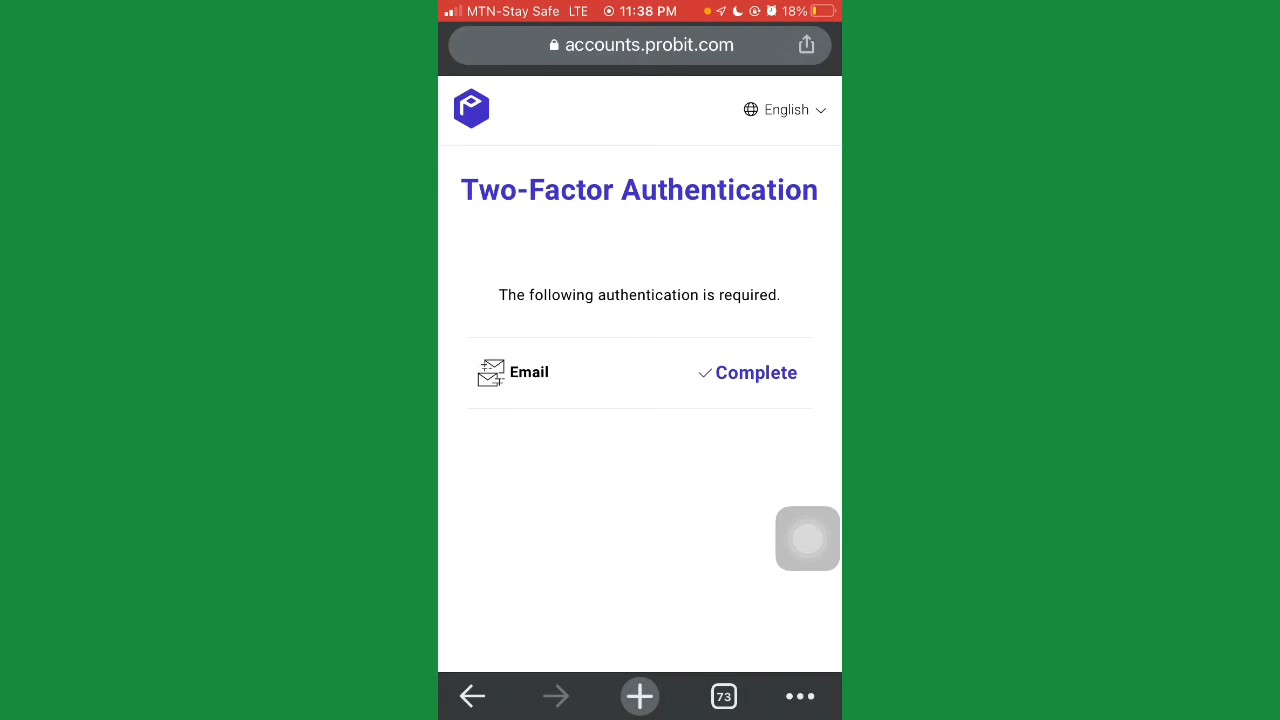 MTN-Stay Safe LTE 11:38 PM 18%
accounts.probit.com
English
Two-Factor Authentication
The following authentication is required.
Email Complete
73